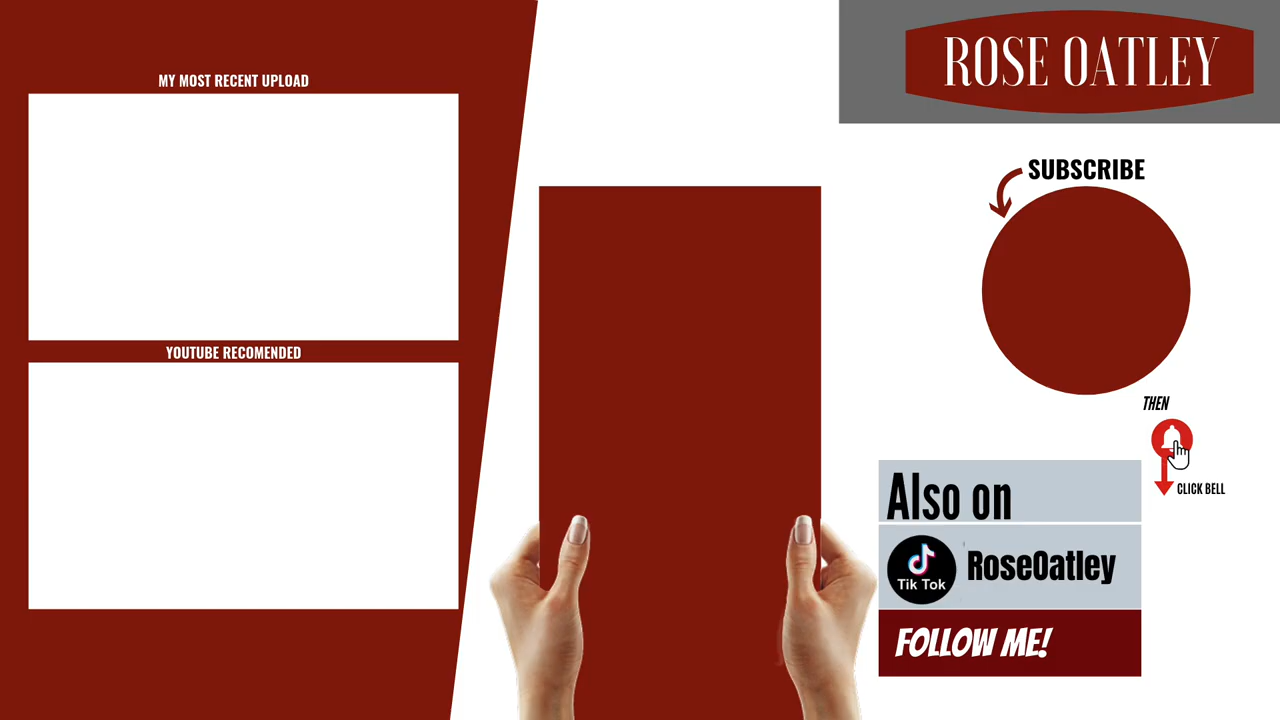 MY MOST RECENT UPLOAD
YOUTUBE RECOMENDED
ROSE OATLEY
SUBSCRIBE
THEN
CLICK BELL
Also on
Tik Tok
RoseOatley
FOLLOW ME!